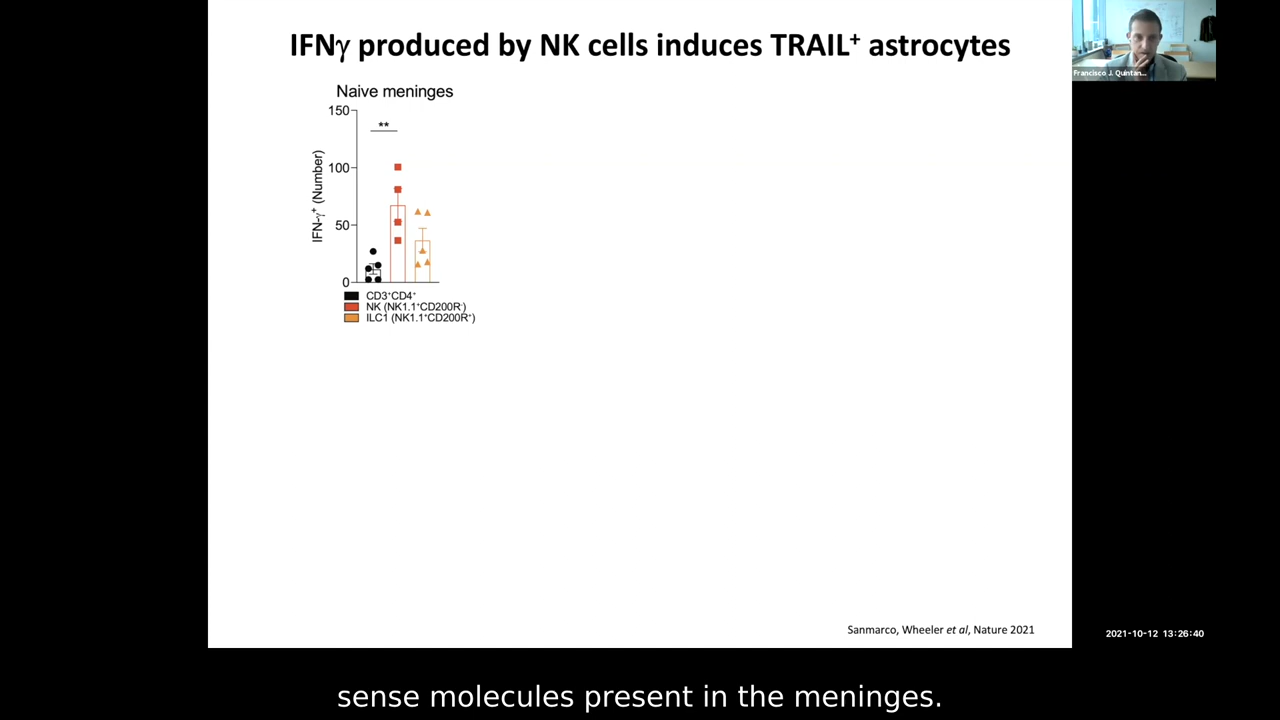 IFNγ produced by NK cells induces TRAIL⁺ astrocytes
Francisco J. Quintan...
Naive meninges
150
**
100
50
0
IFN-γ⁺ (Number)
CD3⁺CD4⁺
NK (NK1.1⁺CD200R⁻)
ILC1 (NK1.1⁺CD200R⁺)
Sanmarco, Wheeler et al, Nature 2021
2021-10-12 13:26:40
sense molecules present in the meninges.